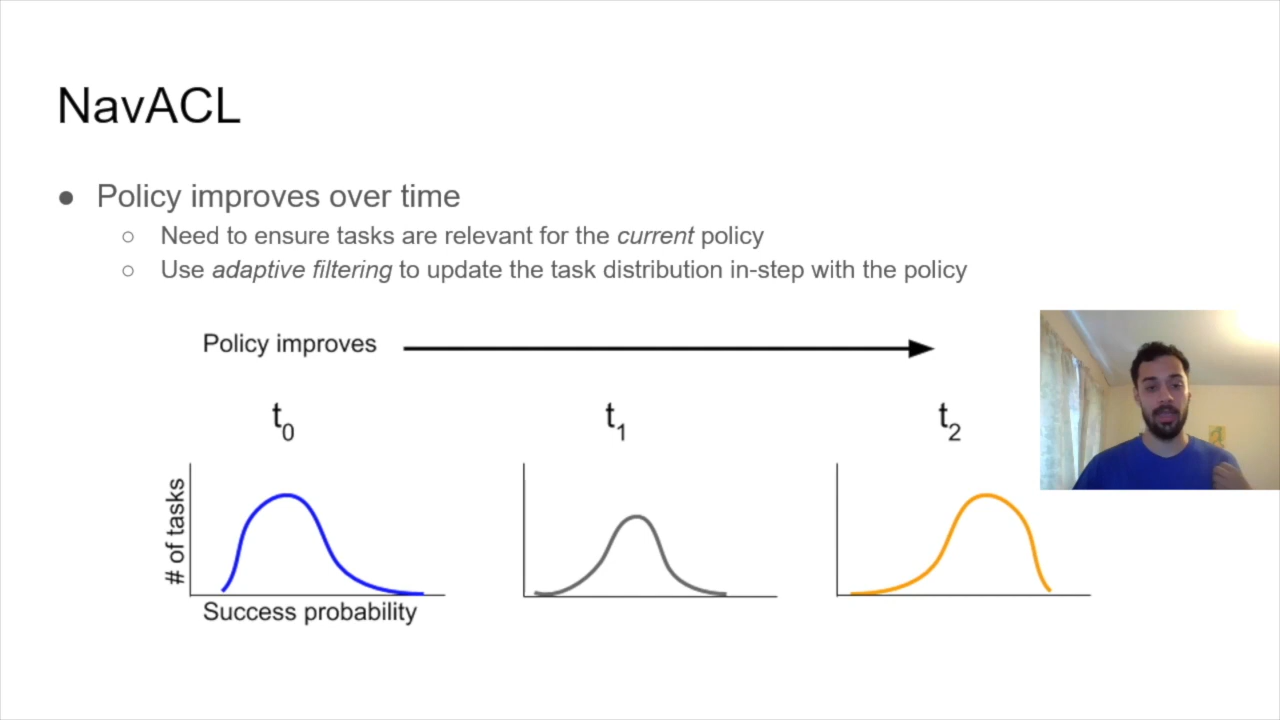 NavACL
● Policy improves over time
○ Need to ensure tasks are relevant for the current policy
○ Use adaptive filtering to update the task distribution in-step with the policy
Policy improves
t0 t1 t2
# of tasks
Success probability